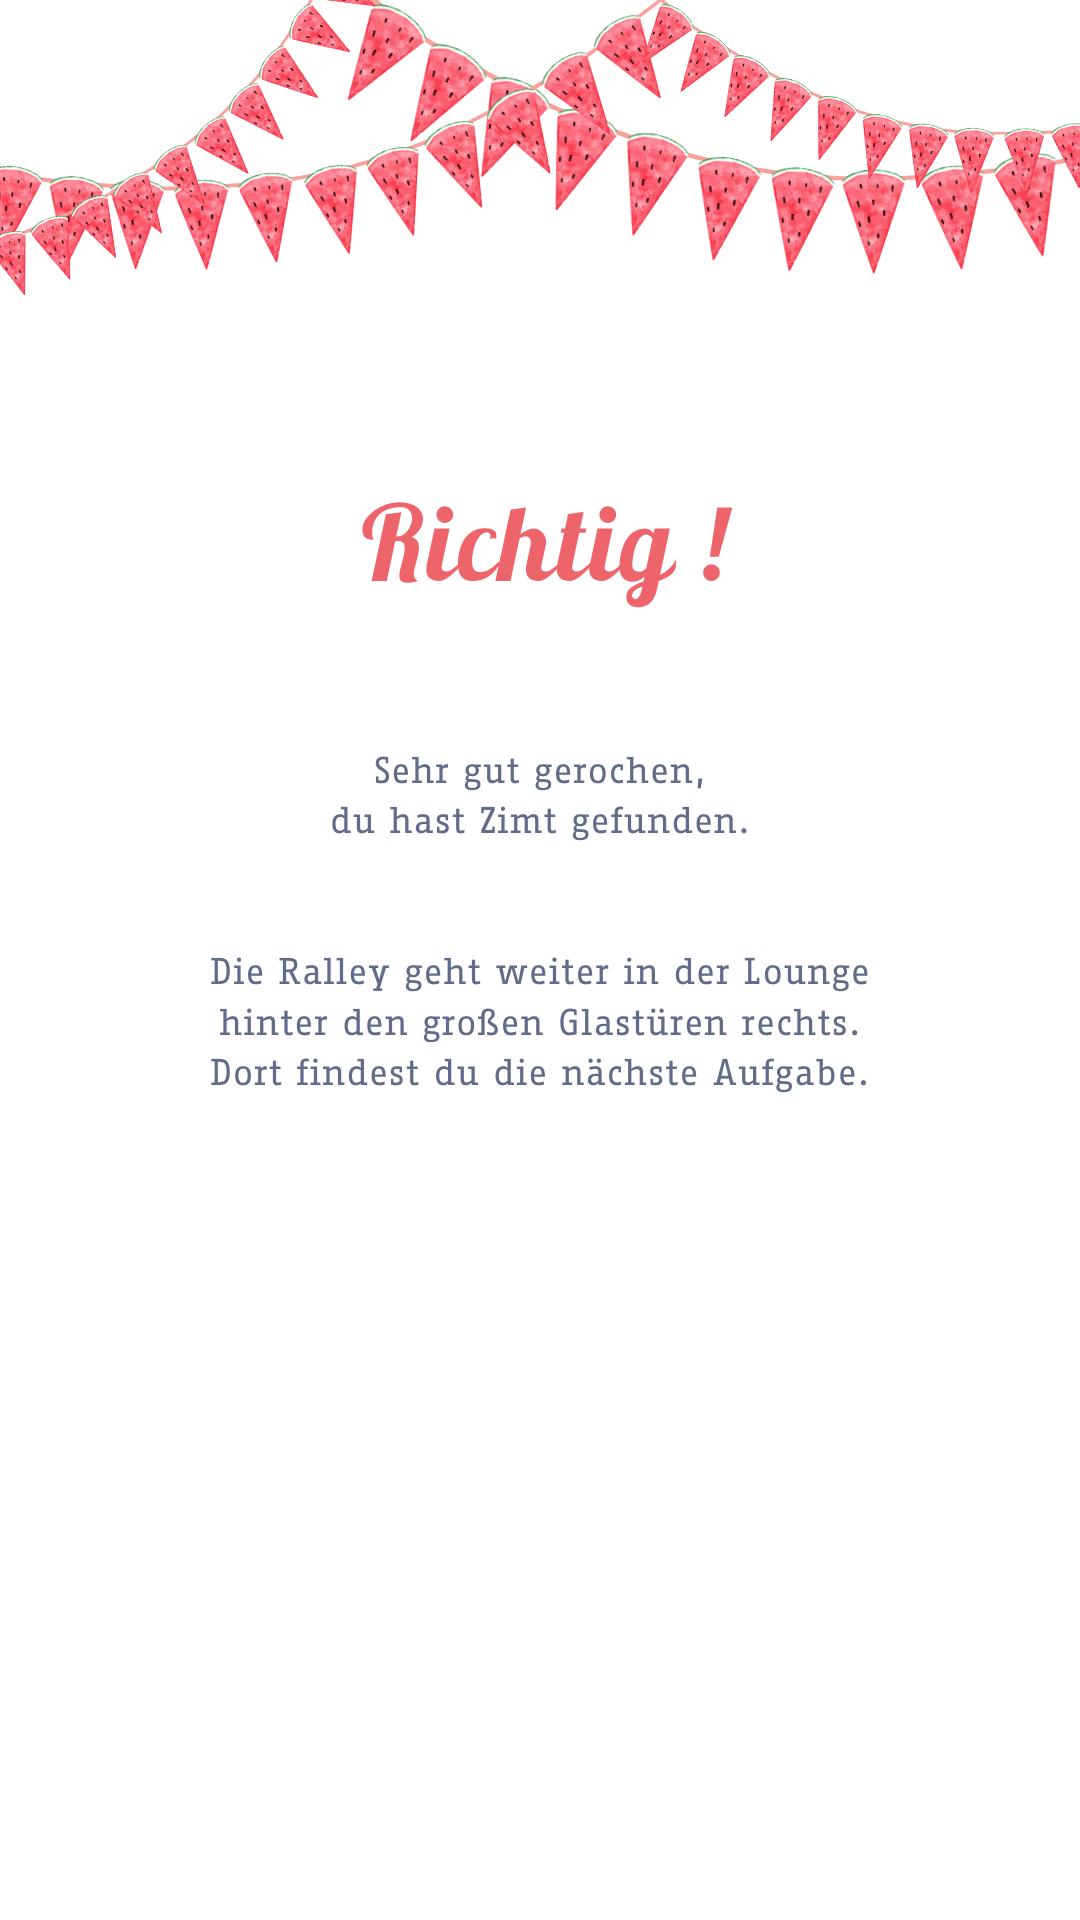 Richtig !
Sehr gut gerochen,
du hast Zimt gefunden.
Die Ralley geht weiter in der Lounge
hinter den großen Glastüren rechts.
Dort findest du die nächste Aufgabe.